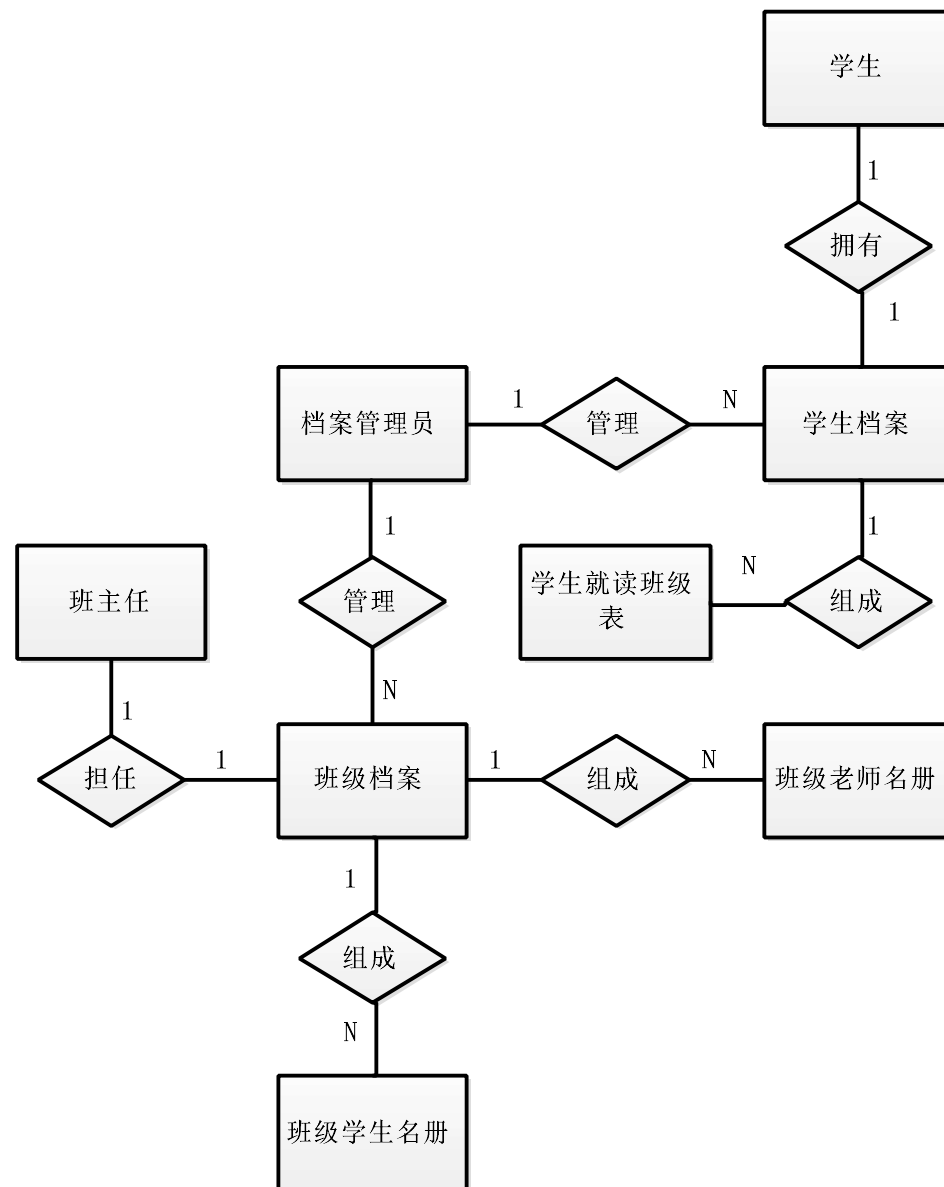 学生
1
拥有
1
档案管理员
1
管理
N
学生档案
1
1
班主任
管理
学生就读班级
表
N
组成
1
N
担任
1
班级档案
1
组成
N
班级老师名册
1
组成
N
班级学生名册